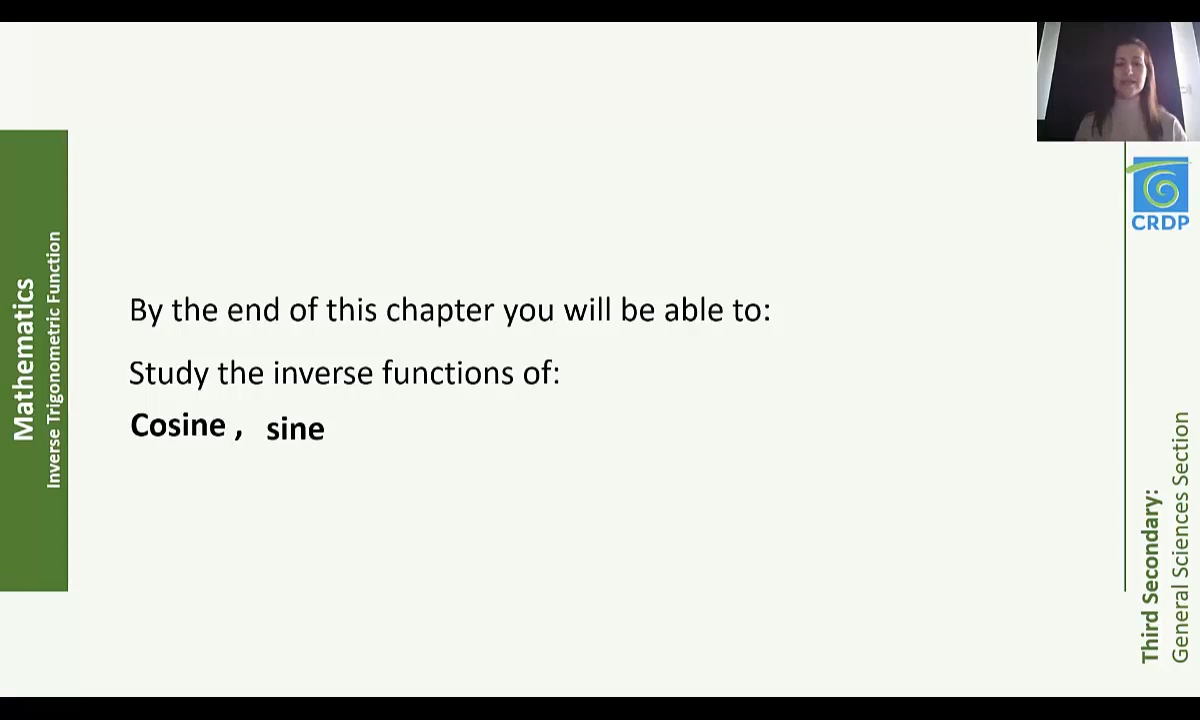 Mathematics
Inverse Trigonometric Function
By the end of this chapter you will be able to:
Study the inverse functions of:
Cosine , sine
CRDP
Third Secondary:
General Sciences Section